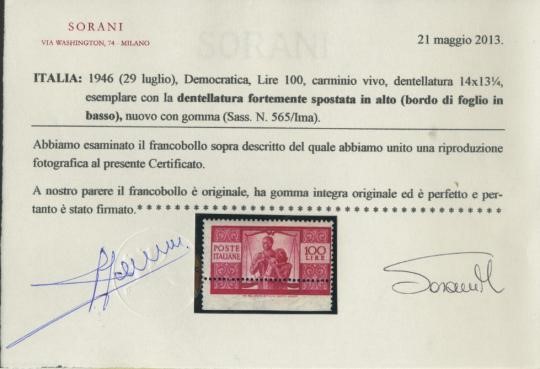 SORANI
VIA WASHINGTON, 74 - MILANO
21 maggio 2013.
ITALIA: 1946 (29 luglio), Democratica, Lire 100, carminio vivo, dentellatura 14x13¼,
esemplare con la dentellatura fortemente spostata in alto (bordo di foglio in
basso), nuovo con gomma (Sass. N. 565/Ima).
Abbiamo esaminato il francobollo sopra descritto del quale abbiamo unito una riproduzione
fotografica al presente Certificato.
A nostro parere il francobollo è originale, ha gomma integra originale ed è perfetto e per-
tanto è stato firmato.* * * * * * * * * * * * * * * * * * * * * * * * * * * * * * * * * * * *
POSTE
ITALIANE
100
LIRE